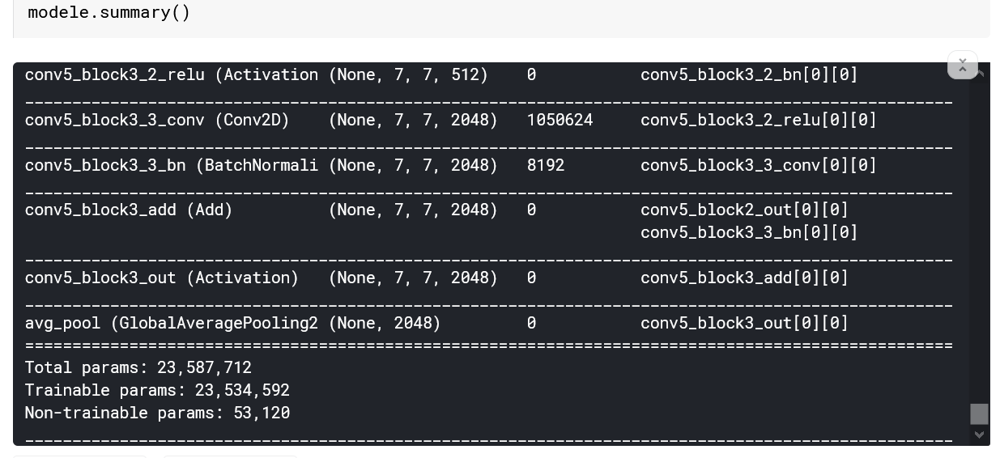 modele.summary()
conv5_block3_2_relu (Activation (None, 7, 7, 512) 0 conv5_block3_2_bn[0][0]
__________________________________________________________________________________________________
conv5_block3_3_conv (Conv2D) (None, 7, 7, 2048) 1050624 conv5_block3_2_relu[0][0]
__________________________________________________________________________________________________
conv5_block3_3_bn (BatchNormali (None, 7, 7, 2048) 8192 conv5_block3_3_conv[0][0]
__________________________________________________________________________________________________
conv5_block3_add (Add) (None, 7, 7, 2048) 0 conv5_block2_out[0][0]
conv5_block3_3_bn[0][0]
__________________________________________________________________________________________________
conv5_block3_out (Activation) (None, 7, 7, 2048) 0 conv5_block3_add[0][0]
__________________________________________________________________________________________________
avg_pool (GlobalAveragePooling2 (None, 2048) 0 conv5_block3_out[0][0]
==================================================================================================
Total params: 23,587,712
Trainable params: 23,534,592
Non-trainable params: 53,120
__________________________________________________________________________________________________